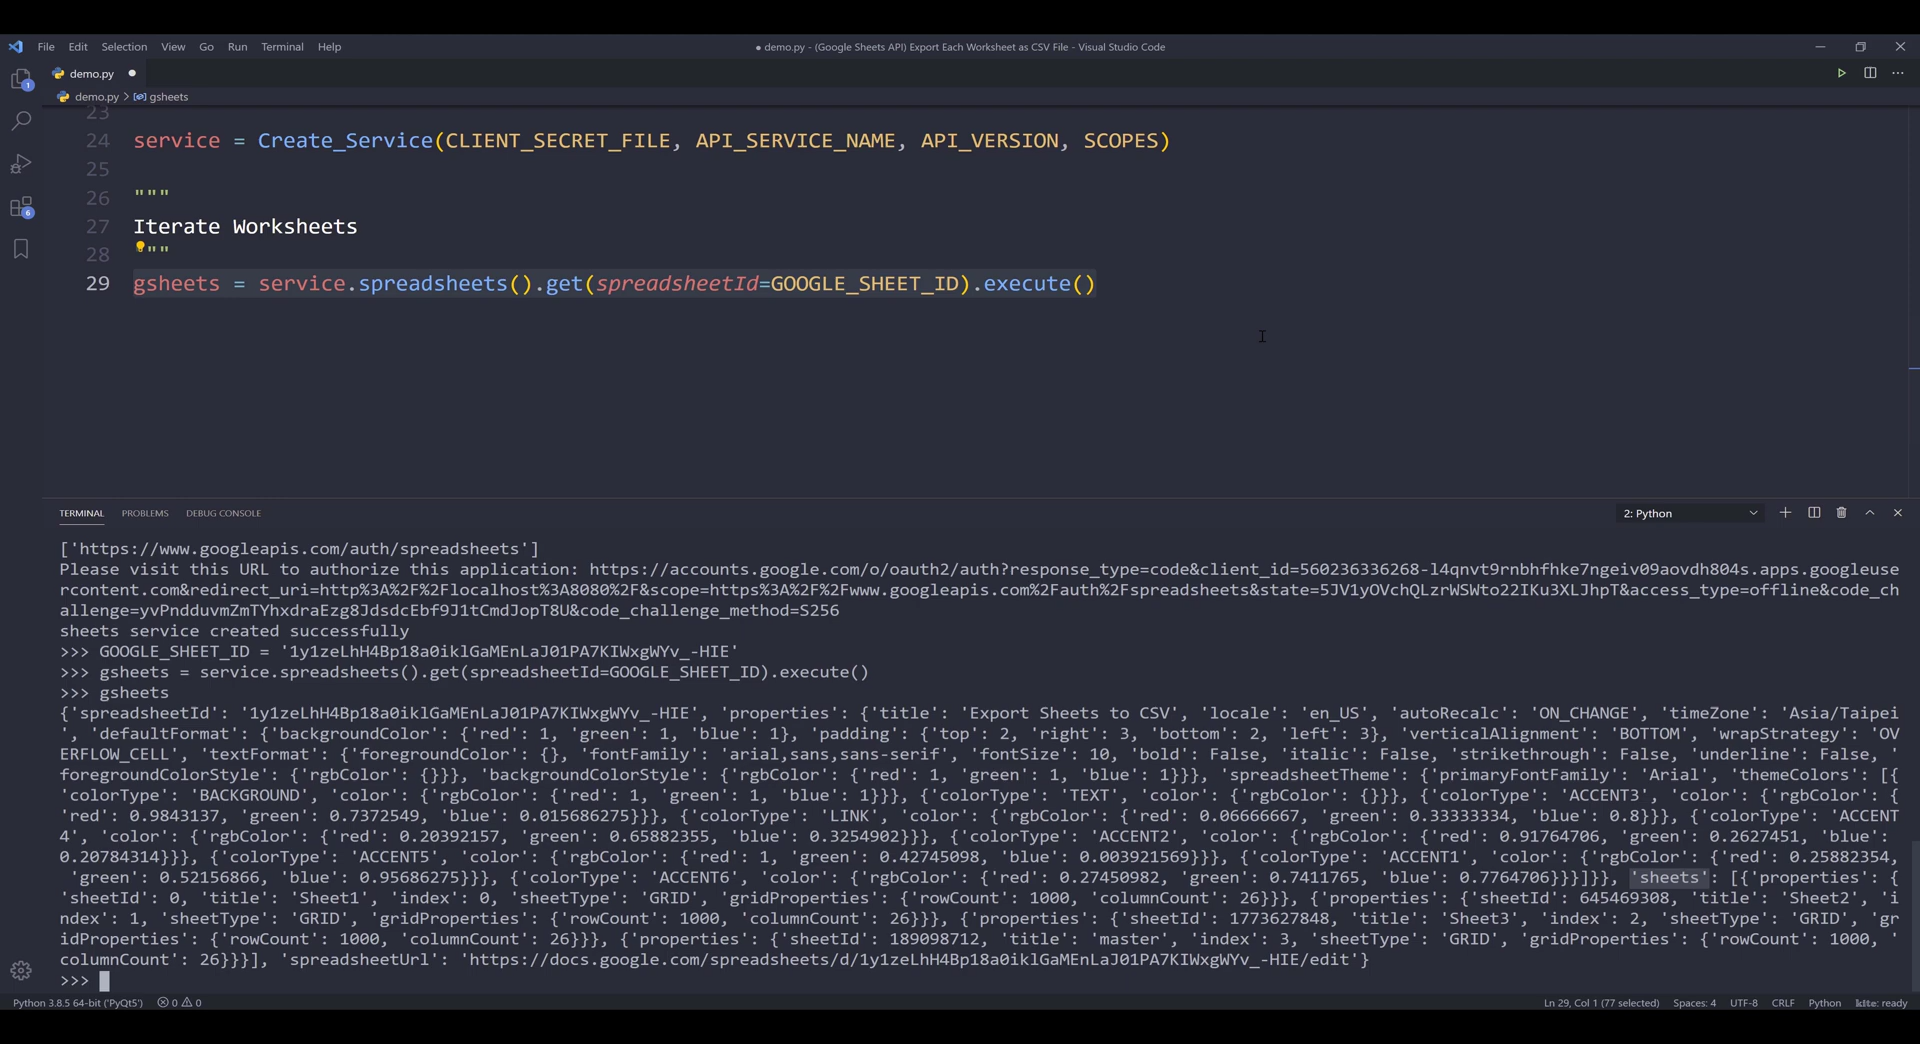 File Edit Selection View Go Run Terminal Help
● demo.py - (Google Sheets API) Export Each Worksheet as CSV File - Visual Studio Code
demo.py
demo.py > gsheets
1
6
23
24 service = Create_Service(CLIENT_SECRET_FILE, API_SERVICE_NAME, API_VERSION, SCOPES)
25
26 """
27 Iterate Worksheets
28 """
29 gsheets = service.spreadsheets().get(spreadsheetId=GOOGLE_SHEET_ID).execute()
TERMINAL PROBLEMS DEBUG CONSOLE
2: Python
['https://www.googleapis.com/auth/spreadsheets']
Please visit this URL to authorize this application: https://accounts.google.com/o/oauth2/auth?response_type=code&client_id=560236336268-l4qnvt9rnbhfhke7ngeiv09aovdh804s.apps.googleuse
rcontent.com&redirect_uri=http%3A%2F%2Flocalhost%3A8080%2F&scope=https%3A%2F%2Fwww.googleapis.com%2Fauth%2Fspreadsheets&state=5JV1yOVchQLzrWSWto22IKu3XLJhpT&access_type=offline&code_ch
allenge=yvPndduvmZmTYhxdraEzg8JdsdcEbf9J1tCmdJopT8U&code_challenge_method=S256
sheets service created successfully
>>> GOOGLE_SHEET_ID = '1y1zeLhH4Bp18a0iklGaMEnLaJ01PA7KIWxgWYv_-HIE'
>>> gsheets = service.spreadsheets().get(spreadsheetId=GOOGLE_SHEET_ID).execute()
>>> gsheets
{'spreadsheetId': '1y1zeLhH4Bp18a0iklGaMEnLaJ01PA7KIWxgWYv_-HIE', 'properties': {'title': 'Export Sheets to CSV', 'locale': 'en_US', 'autoRecalc': 'ON_CHANGE', 'timeZone': 'Asia/Taipei
', 'defaultFormat': {'backgroundColor': {'red': 1, 'green': 1, 'blue': 1}, 'padding': {'top': 2, 'right': 3, 'bottom': 2, 'left': 3}, 'verticalAlignment': 'BOTTOM', 'wrapStrategy': 'OV
ERFLOW_CELL', 'textFormat': {'foregroundColor': {}, 'fontFamily': 'arial,sans,sans-serif', 'fontSize': 10, 'bold': False, 'italic': False, 'strikethrough': False, 'underline': False, '
foregroundColorStyle': {'rgbColor': {}}}, 'backgroundColorStyle': {'rgbColor': {'red': 1, 'green': 1, 'blue': 1}}}, 'spreadsheetTheme': {'primaryFontFamily': 'Arial', 'themeColors': [{
'colorType': 'BACKGROUND', 'color': {'rgbColor': {'red': 1, 'green': 1, 'blue': 1}}}, {'colorType': 'TEXT', 'color': {'rgbColor': {}}}, {'colorType': 'ACCENT3', 'color': {'rgbColor': {
'red': 0.9843137, 'green': 0.7372549, 'blue': 0.015686275}}}, {'colorType': 'LINK', 'color': {'rgbColor': {'red': 0.06666667, 'green': 0.33333334, 'blue': 0.8}}}, {'colorType': 'ACCENT
4', 'color': {'rgbColor': {'red': 0.20392157, 'green': 0.65882355, 'blue': 0.3254902}}}, {'colorType': 'ACCENT2', 'color': {'rgbColor': {'red': 0.91764706, 'green': 0.2627451, 'blue':
0.20784314}}}, {'colorType': 'ACCENT5', 'color': {'rgbColor': {'red': 1, 'green': 0.42745098, 'blue': 0.003921569}}}, {'colorType': 'ACCENT1', 'color': {'rgbColor': {'red': 0.25882354,
'green': 0.52156866, 'blue': 0.95686275}}}, {'colorType': 'ACCENT6', 'color': {'rgbColor': {'red': 0.27450982, 'green': 0.7411765, 'blue': 0.7764706}}}]}}, 'sheets': [{'properties': {
'sheetId': 0, 'title': 'Sheet1', 'index': 0, 'sheetType': 'GRID', 'gridProperties': {'rowCount': 1000, 'columnCount': 26}}}, {'properties': {'sheetId': 645469308, 'title': 'Sheet2', 'i
ndex': 1, 'sheetType': 'GRID', 'gridProperties': {'rowCount': 1000, 'columnCount': 26}}}, {'properties': {'sheetId': 1773627848, 'title': 'Sheet3', 'index': 2, 'sheetType': 'GRID', 'gr
idProperties': {'rowCount': 1000, 'columnCount': 26}}}, {'properties': {'sheetId': 189098712, 'title': 'master', 'index': 3, 'sheetType': 'GRID', 'gridProperties': {'rowCount': 1000, '
columnCount': 26}}}], 'spreadsheetUrl': 'https://docs.google.com/spreadsheets/d/1y1zeLhH4Bp18a0iklGaMEnLaJ01PA7KIWxgWYv_-HIE/edit'}
>>>
Python 3.8.5 64-bit ('PyQt5') 0 0 Ln 29, Col 1 (77 selected) Spaces: 4 UTF-8 CRLF Python kite: ready